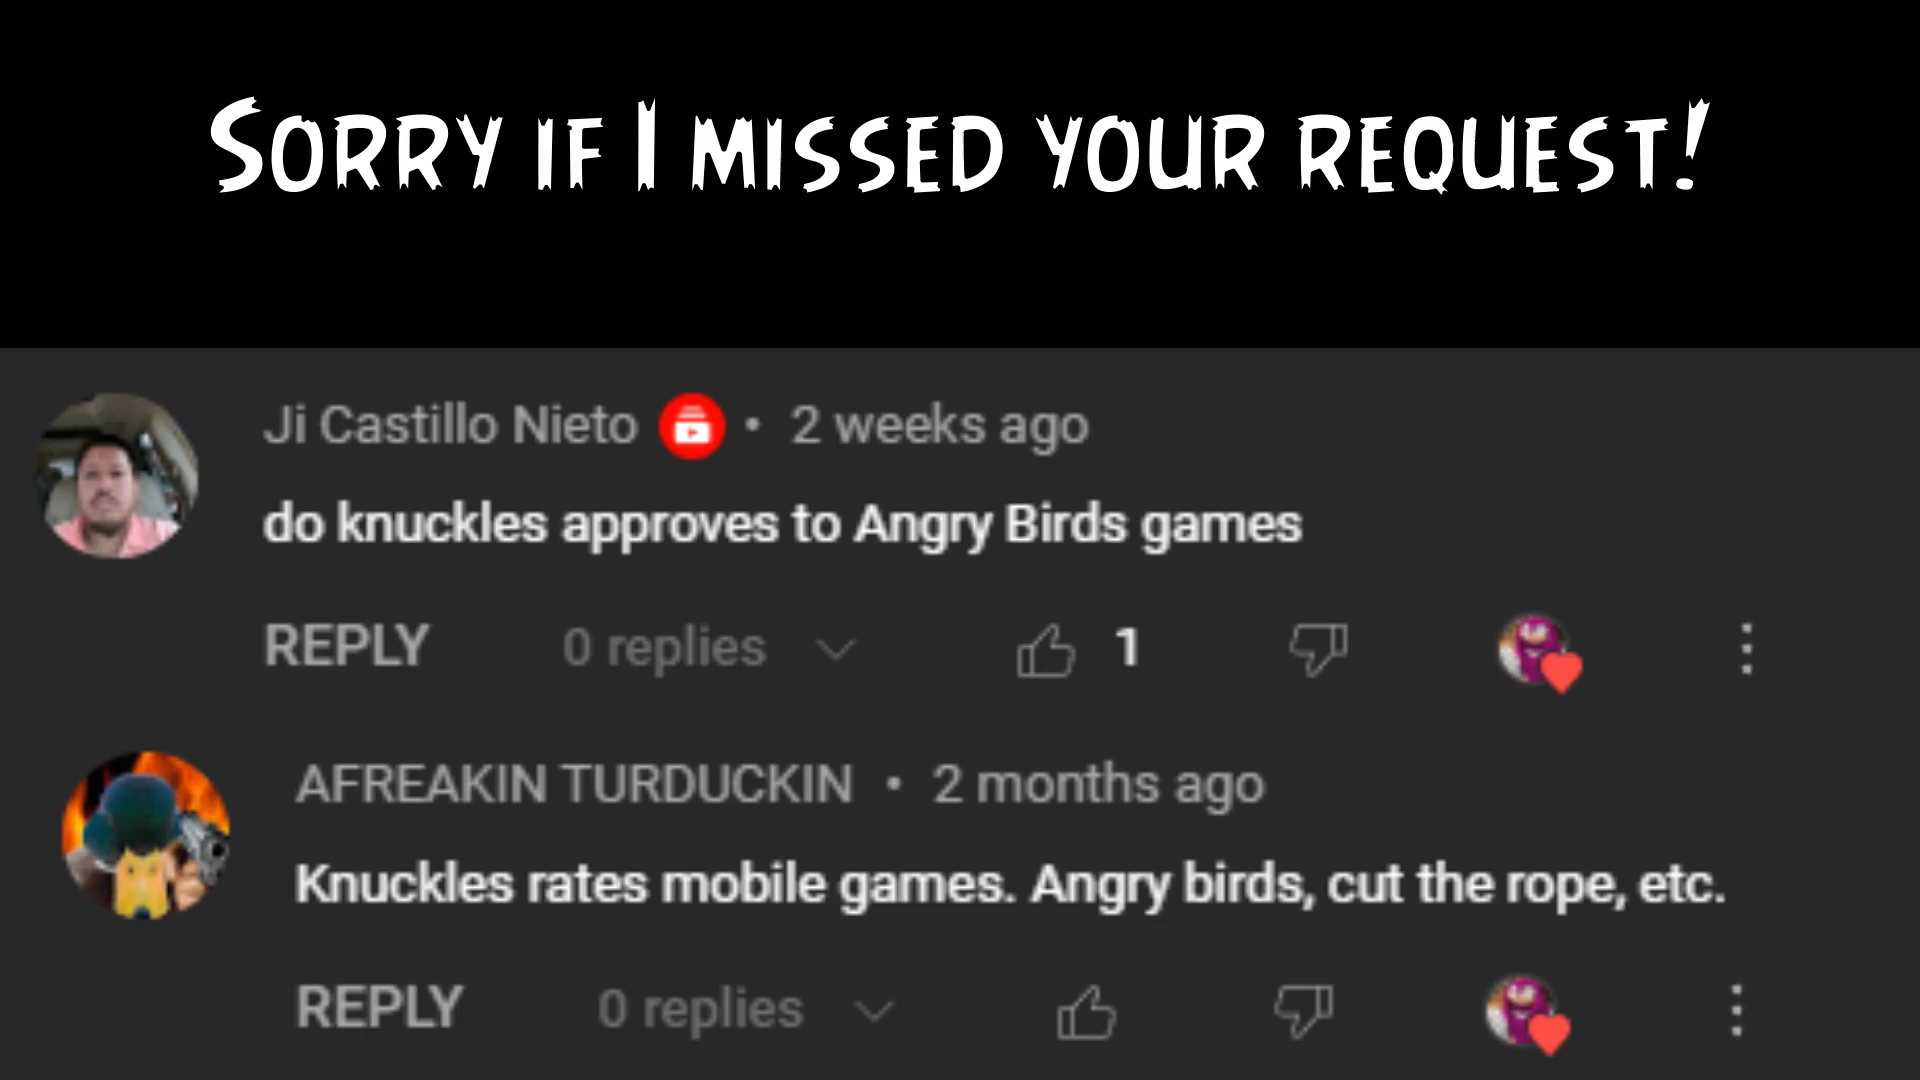 Sorry if I missed your request!
Ji Castillo Nieto • 2 weeks ago
do knuckles approves to Angry Birds games
REPLY 0 replies 1
AFREAKIN TURDUCKIN • 2 months ago
Knuckles rates mobile games. Angry birds, cut the rope, etc.
REPLY 0 replies